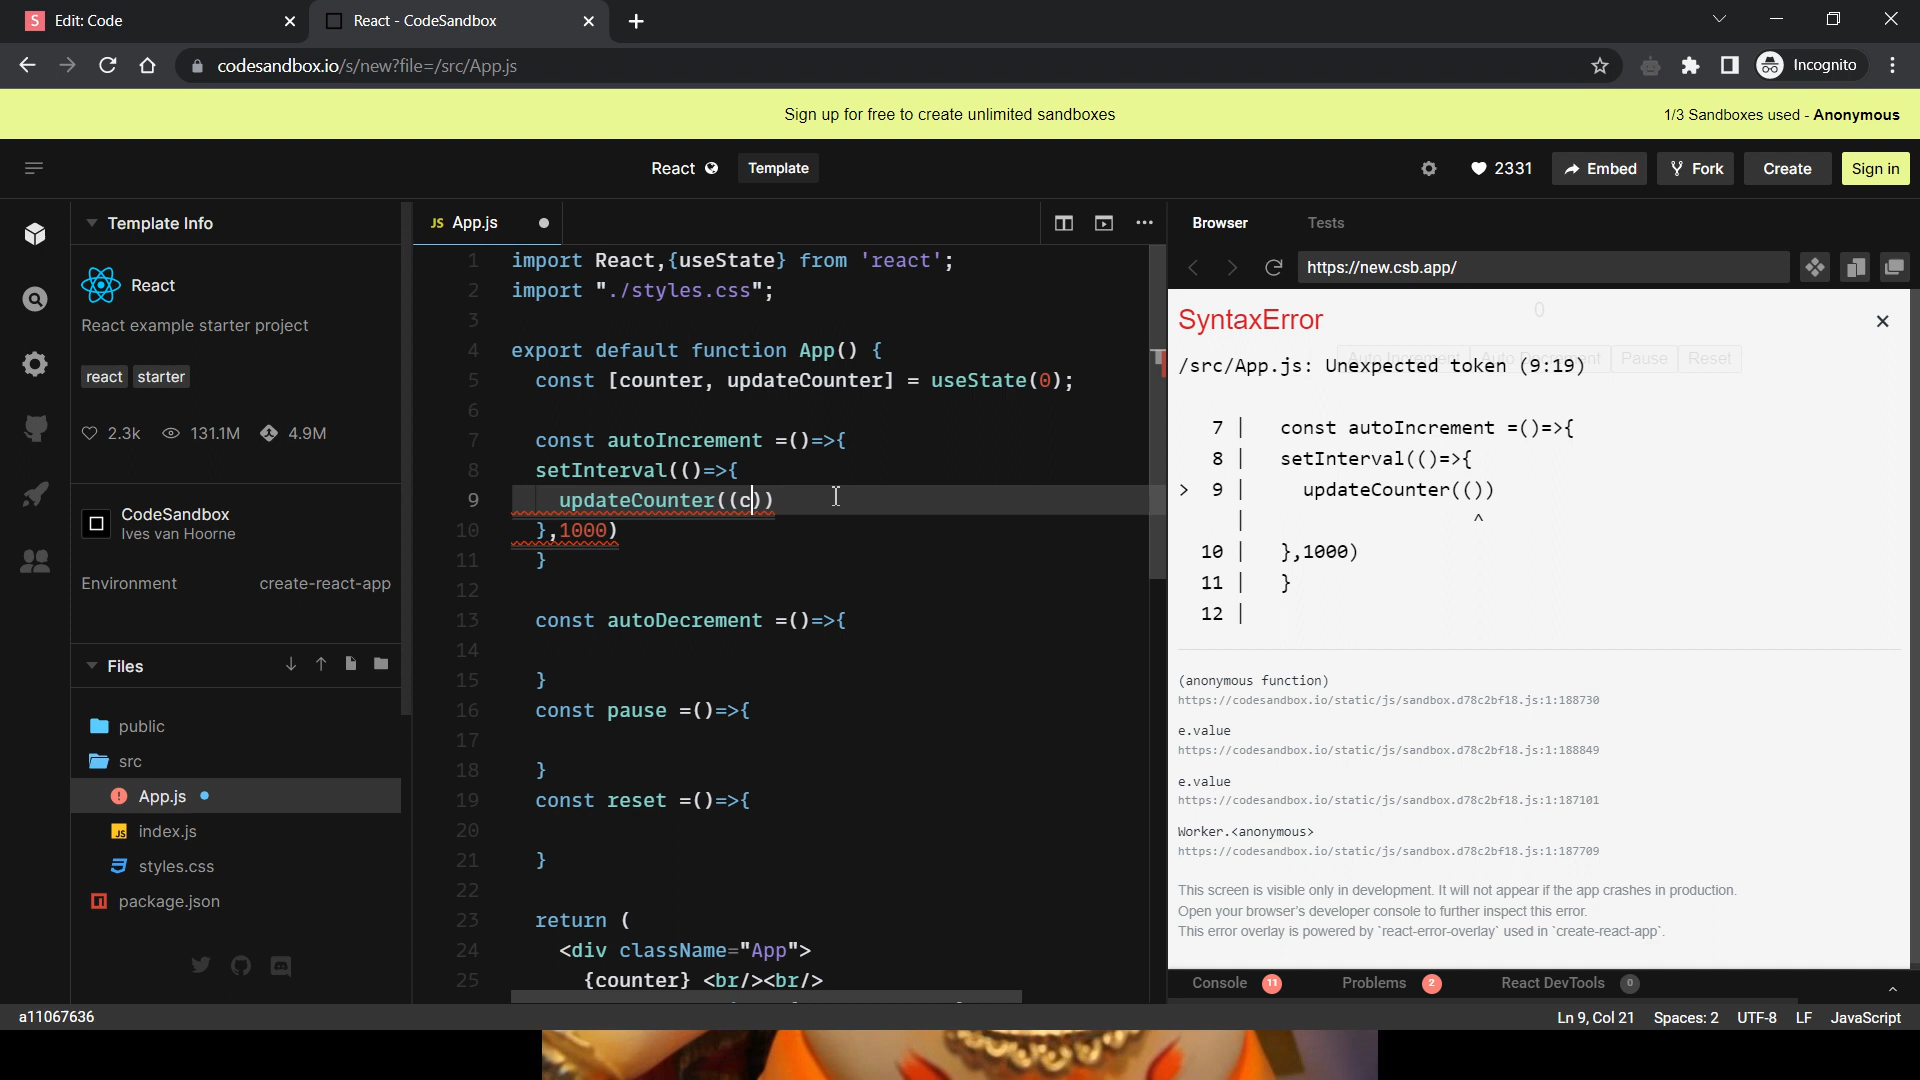 Edit: Code
React - CodeSandbox
codesandbox.io/s/new?file=/src/App.js
Incognito
Sign up for free to create unlimited sandboxes
1/3 Sandboxes used - Anonymous
React
Template
2331
Embed
Fork
Create
Sign in
Template Info
React
React example starter project
react
starter
2.3k
131.1M
4.9M
CodeSandbox
Ives van Hoorne
Environment
create-react-app
Files
public
src
App.js
index.js
styles.css
package.json
JS App.js
1 import React,{useState} from 'react';
2 import "./styles.css";
3
4 export default function App() {
5 const [counter, updateCounter] = useState(0);
6
7 const autoIncrement =()=>{
8 setInterval(()=>{
9 updateCounter((c))
10 },1000)
11 }
12
13 const autoDecrement =()=>{
14
15 }
16 const pause =()=>{
17
18 }
19 const reset =()=>{
20
21 }
22
23 return (
24 <div className="App">
25 {counter} <br/><br/>
Browser
Tests
https://new.csb.app/
0
SyntaxError
Auto Increment
Auto Decrement
Pause
Reset
/src/App.js: Unexpected token (9:19)
7 | const autoIncrement =()=>{
8 | setInterval(()=>{
> 9 | updateCounter(())
| ^
10 | },1000)
11 | }
12 |
(anonymous function)
https://codesandbox.io/static/js/sandbox.d78c2bf18.js:1:188730
e.value
https://codesandbox.io/static/js/sandbox.d78c2bf18.js:1:188849
e.value
https://codesandbox.io/static/js/sandbox.d78c2bf18.js:1:187101
Worker.<anonymous>
https://codesandbox.io/static/js/sandbox.d78c2bf18.js:1:187709
This screen is visible only in development. It will not appear if the app crashes in production.
Open your browser's developer console to further inspect this error.
This error overlay is powered by `react-error-overlay` used in `create-react-app`.
Console 11
Problems 2
React DevTools 0
a11067636
Ln 9, Col 21
Spaces: 2
UTF-8
LF
JavaScript